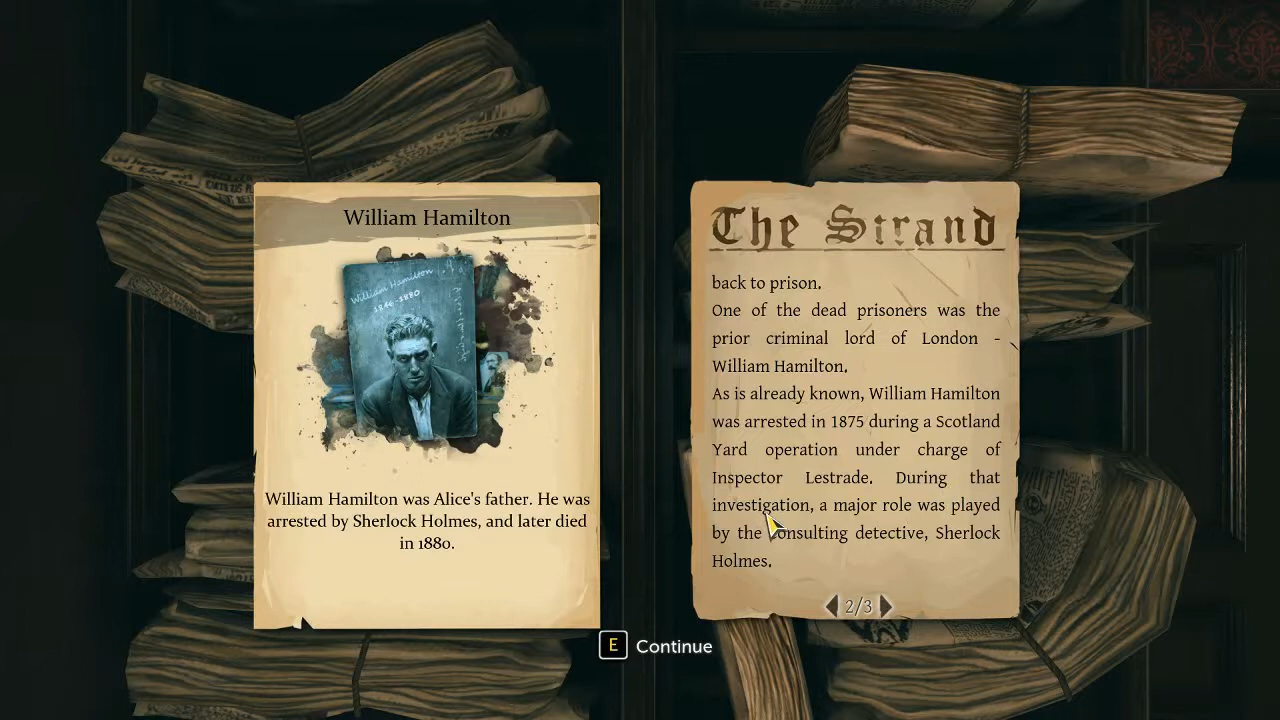 William Hamilton
William Hamilton
1846-1880
William Hamilton was Alice's father. He was
arrested by Sherlock Holmes, and later died
in 1880.
The Strand
back to prison.
One of the dead prisoners was the
prior criminal lord of London -
William Hamilton.
As is already known, William Hamilton
was arrested in 1875 during a Scotland
Yard operation under charge of
Inspector Lestrade. During that
investigation, a major role was played
by the consulting detective, Sherlock
Holmes.
2/3
E Continue